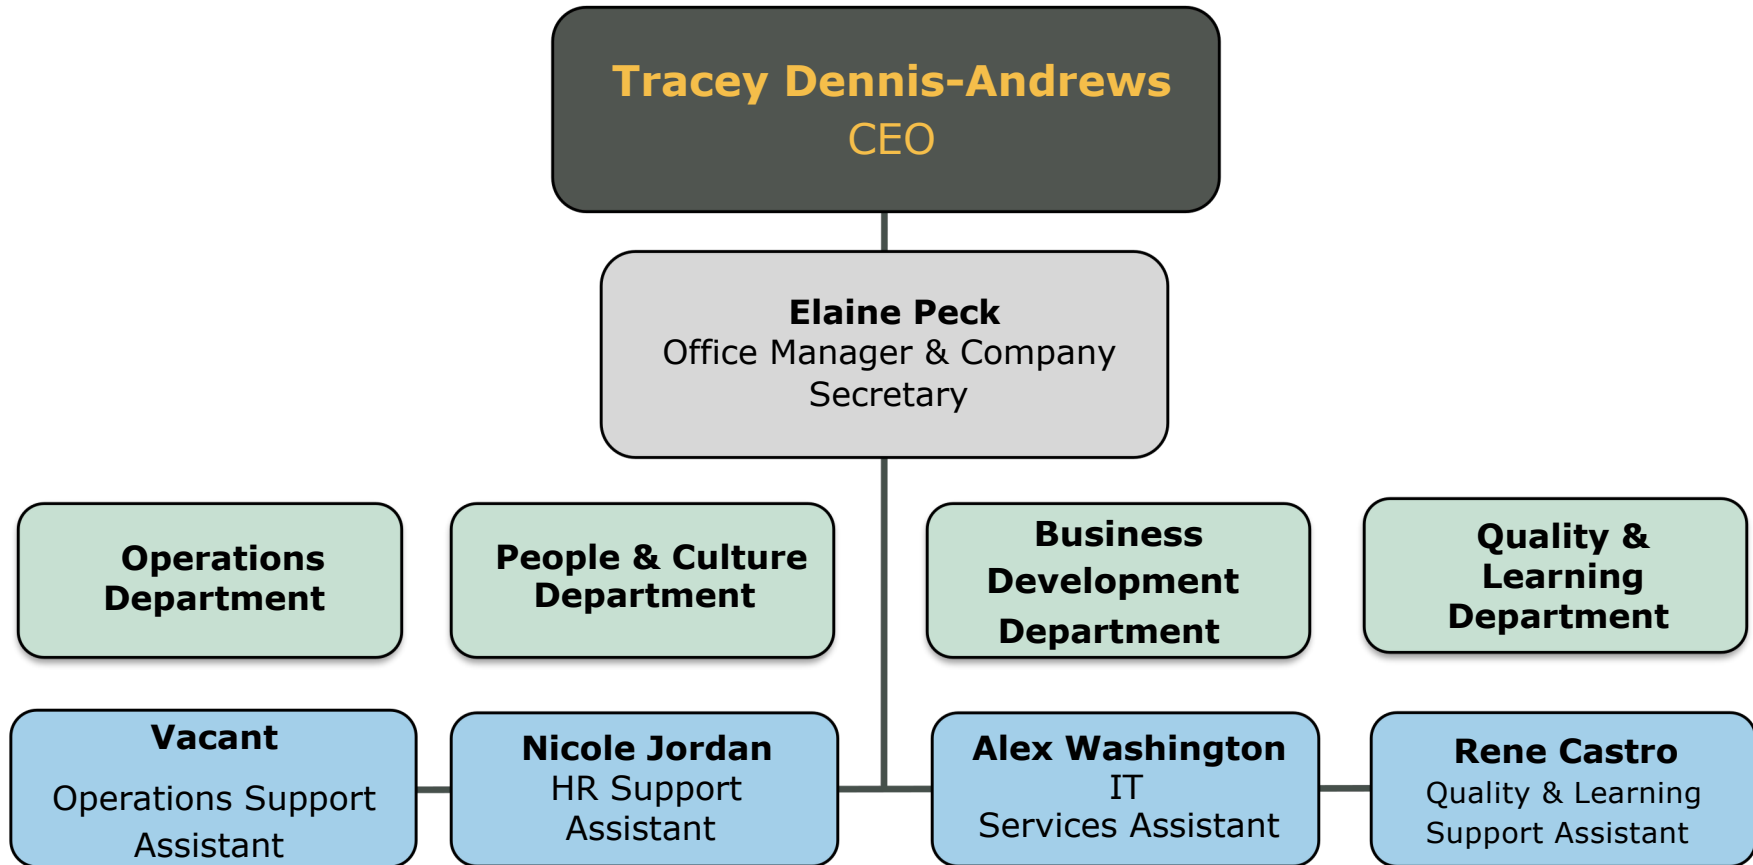 Tracey Dennis-Andrews
CEO
Elaine Peck
Office Manager & Company
Secretary
Operations
Department
People & Culture
Department
Business
Development
Department
Quality &
Learning
Department
Vacant
Operations Support
Assistant
Nicole Jordan
HR Support
Assistant
Alex Washington
IT
Services Assistant
Rene Castro
Quality & Learning
Support Assistant